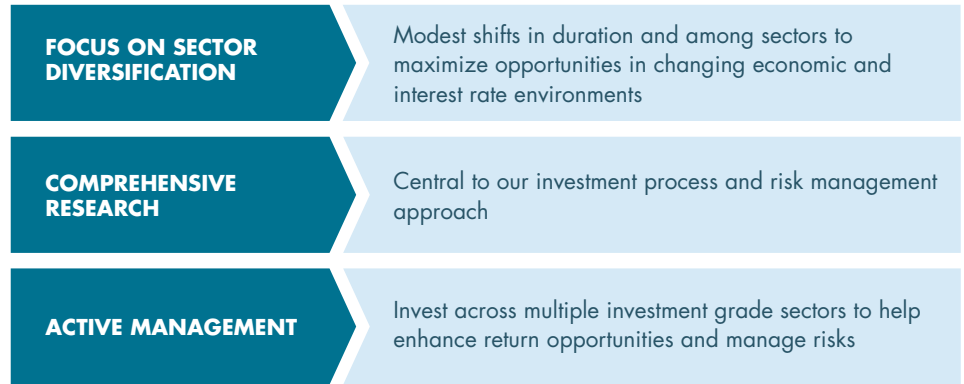 FOCUS ON SECTOR
DIVERSIFICATION
Modest shifts in duration and among sectors to
maximize opportunities in changing economic and
interest rate environments
COMPREHENSIVE
RESEARCH
Central to our investment process and risk management
approach
ACTIVE MANAGEMENT
Invest across multiple investment grade sectors to help
enhance return opportunities and manage risks